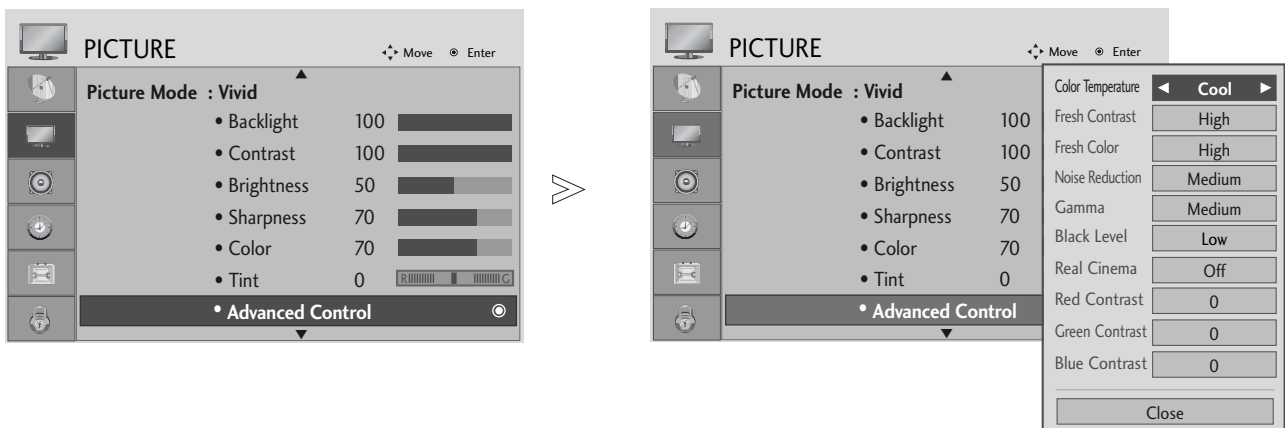 PICTURE
Move Enter
Picture Mode : Vivid
• Backlight 100
• Contrast 100
• Brightness 50
• Sharpness 70
• Color 70
• Tint 0 R G
• Advanced Control
PICTURE
Move Enter
Picture Mode : Vivid
• Backlight 100
• Contrast 100
• Brightness 50
• Sharpness 70
• Color 70
• Tint 0
• Advanced Control
Color Temperature ◄ Cool ►
Fresh Contrast High
Fresh Color High
Noise Reduction Medium
Gamma Medium
Black Level Low
Real Cinema Off
Red Contrast 0
Green Contrast 0
Blue Contrast 0
Close